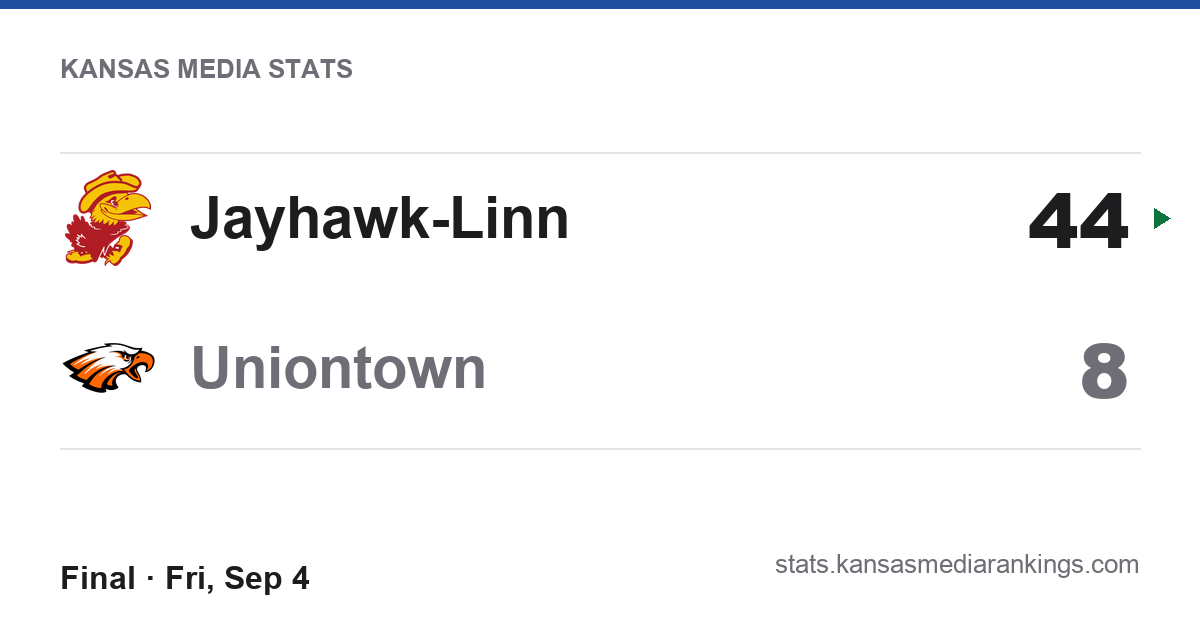 KANSAS MEDIA STATS
Jayhawk-Linn 44
Uniontown 8
Final · Fri, Sep 4
stats.kansasmediarankings.com